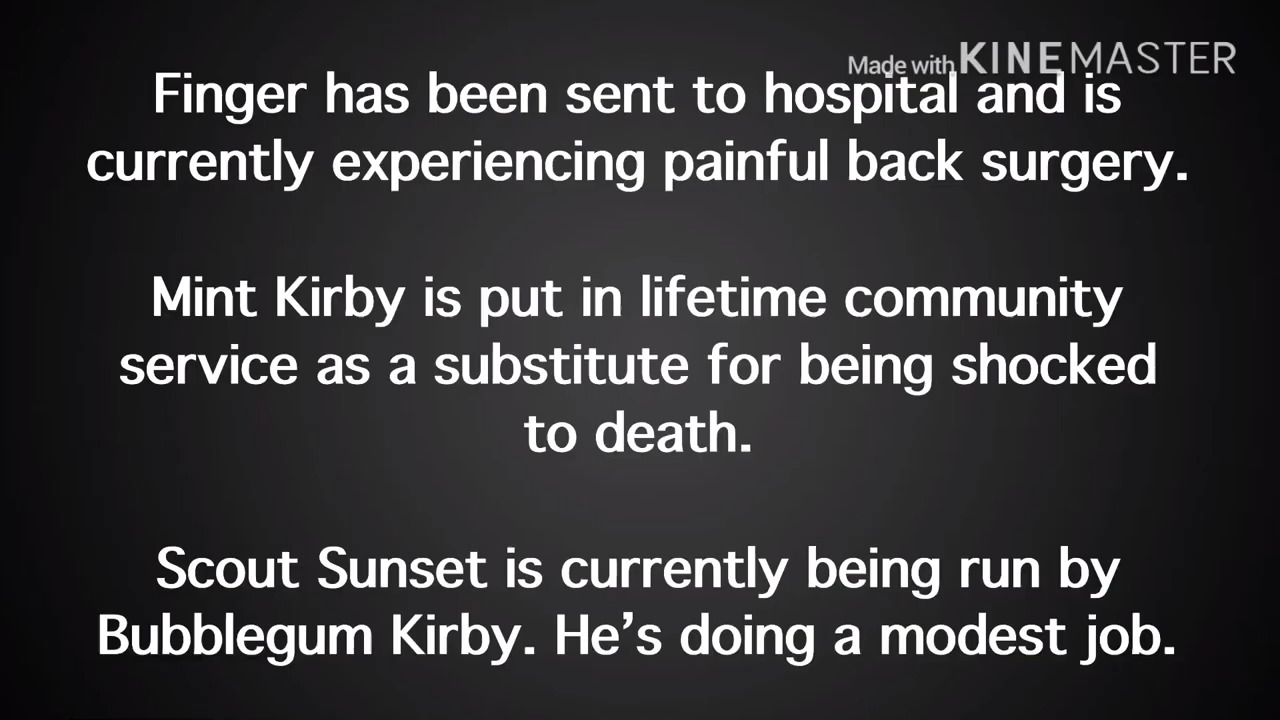 Made with KINEMASTER
Finger has been sent to hospital and is
currently experiencing painful back surgery.
Mint Kirby is put in lifetime community
service as a substitute for being shocked
to death.
Scout Sunset is currently being run by
Bubblegum Kirby. He’s doing a modest job.